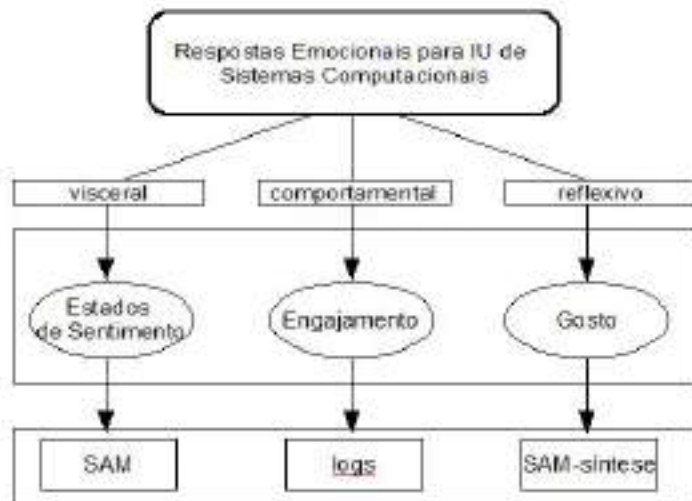 Respostas Emocionais para IU de
Sistemas Computacionais
visceral
comportamental
reflexivo
Estados
de Sentimento
Engajamento
Gosto
SAM
logs
SAM-síntese